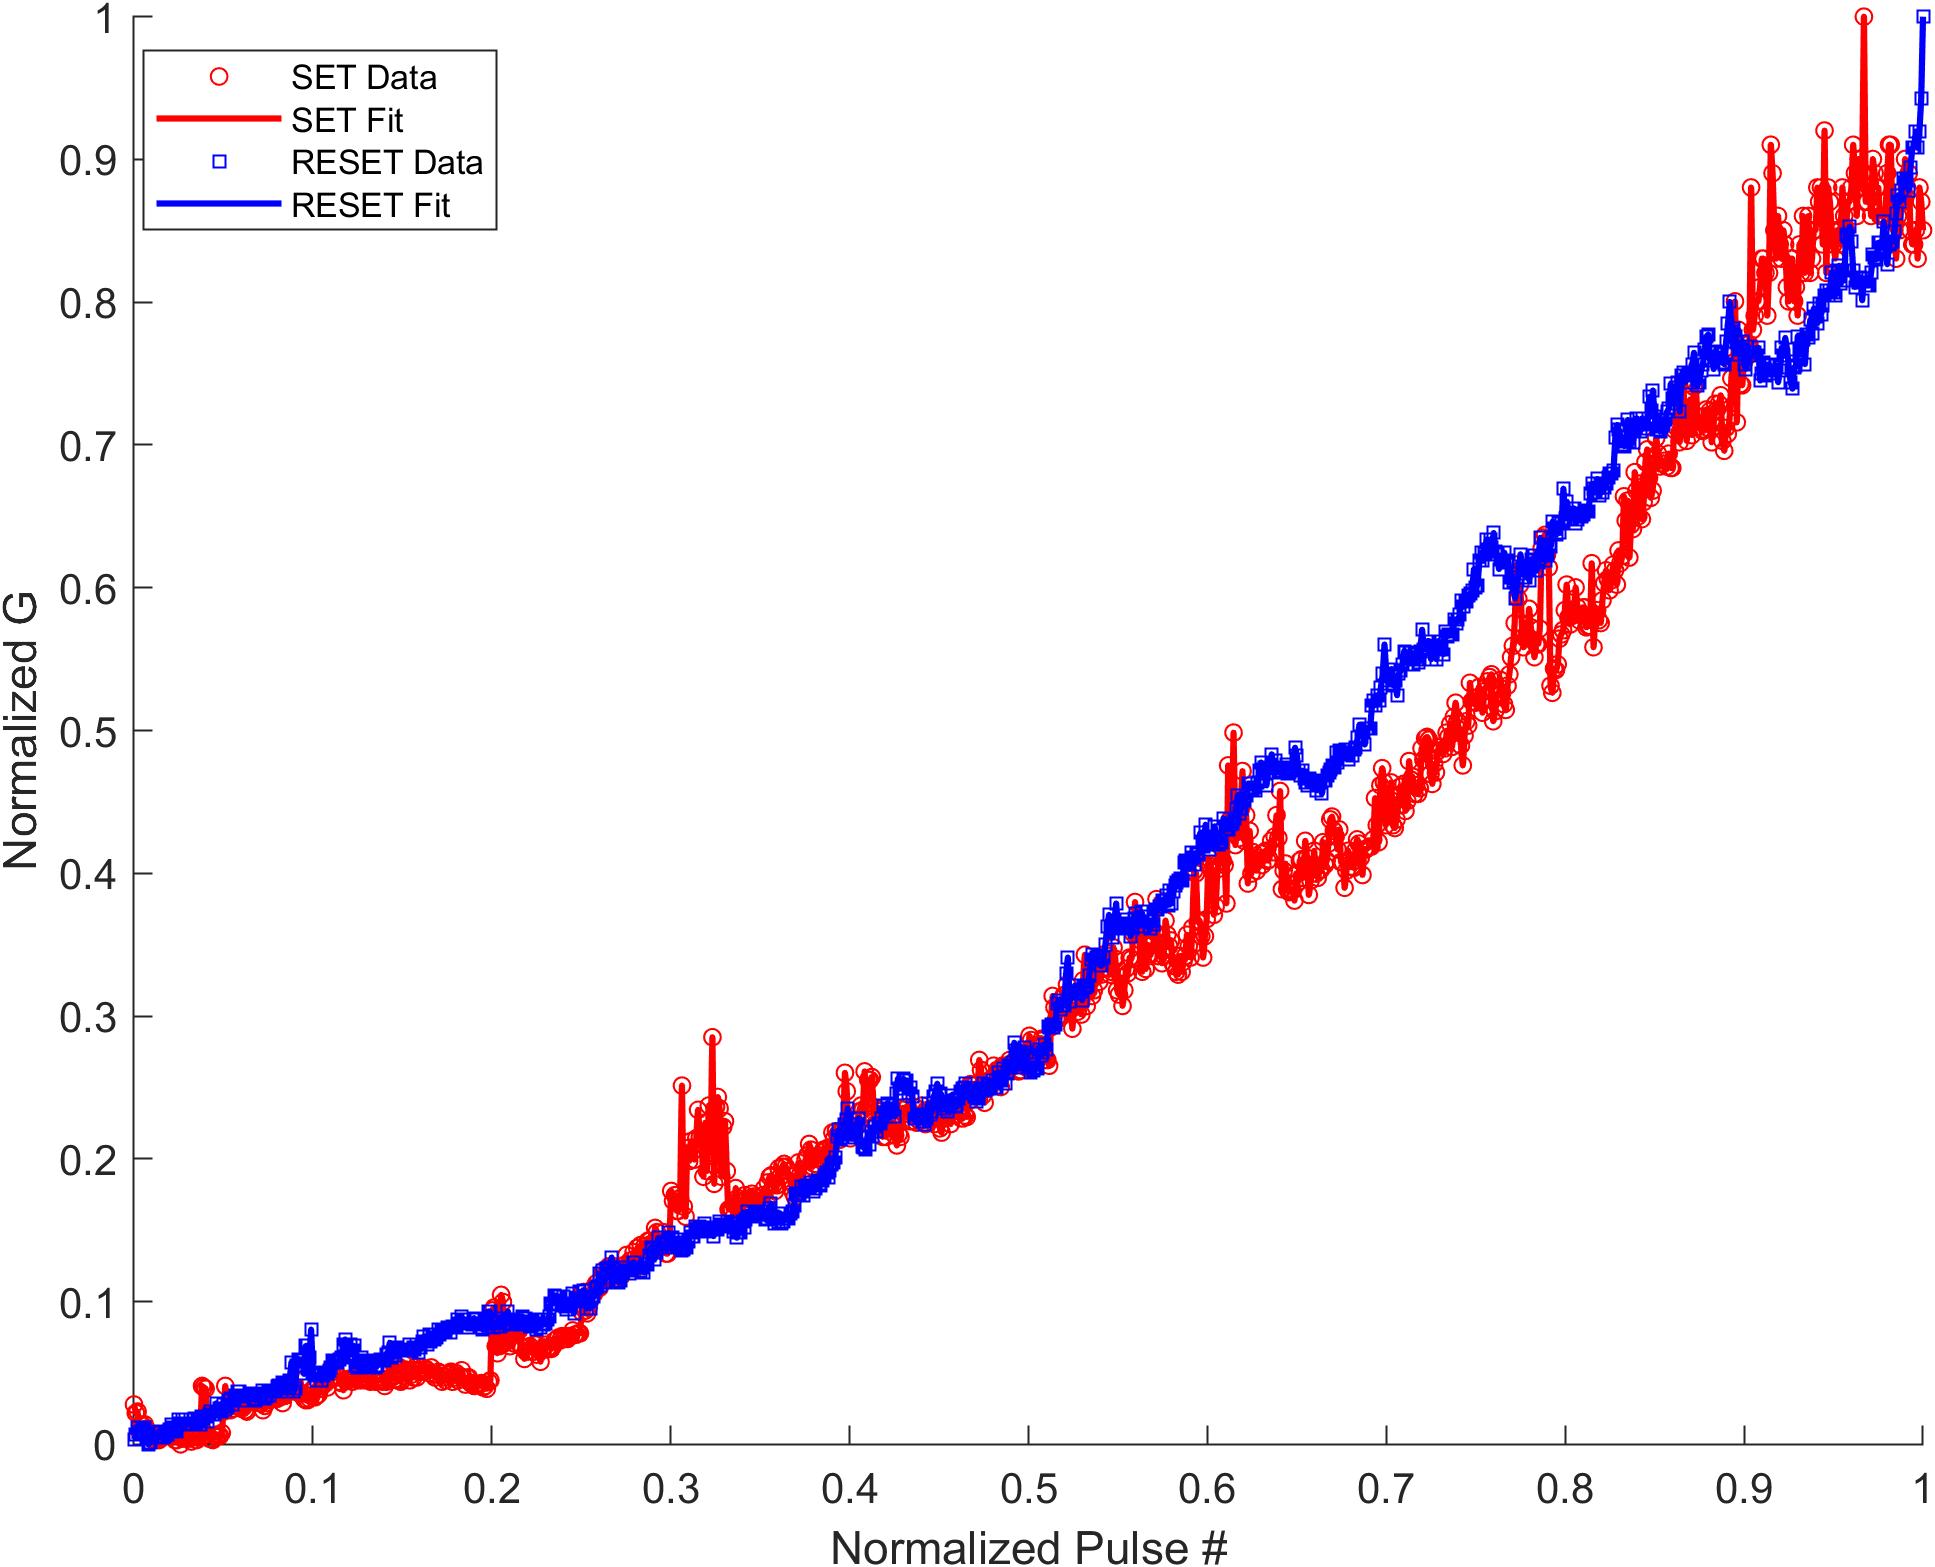 SET Data
SET Fit
RESET Data
RESET Fit
1
0.9
0.8
0.7
0.6
0.5
0.4
0.3
0.2
0.1
0
Normalized G
0 0.1 0.2 0.3 0.4 0.5 0.6 0.7 0.8 0.9 1
Normalized Pulse #